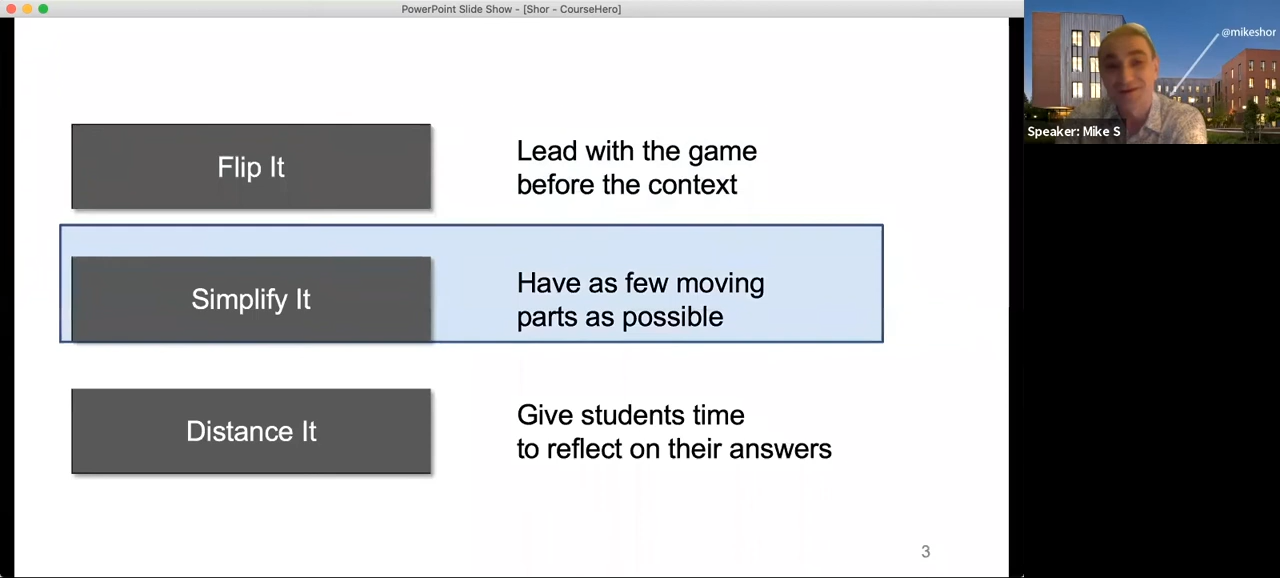 PowerPoint Slide Show - [Shor - CourseHero]
@mikeshor
Speaker: Mike S
Flip It
Lead with the game
before the context
Simplify It
Have as few moving
parts as possible
Distance It
Give students time
to reflect on their answers
3